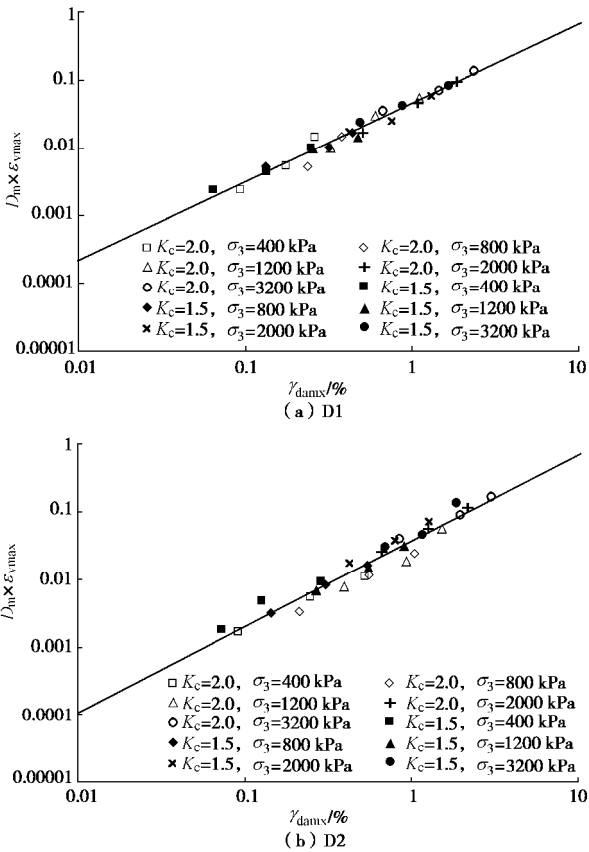 1
0.1
0.01
0.001
0.0001
0.00001
Dm×εvmax
□ Kc=2.0, σ3=400 kPa ◇ Kc=2.0, σ3=800 kPa
△ Kc=2.0, σ3=1200 kPa + Kc=2.0, σ3=2000 kPa
○ Kc=2.0, σ3=3200 kPa ■ Kc=1.5, σ3=400 kPa
◆ Kc=1.5, σ3=800 kPa ▲ Kc=1.5, σ3=1200 kPa
× Kc=1.5, σ3=2000 kPa ● Kc=1.5, σ3=3200 kPa
0.01 0.1 1 10
γdamx/%
(a) D1
1
0.1
0.01
0.001
0.0001
0.00001
Dm×εvmax
□ Kc=2.0, σ3=400 kPa ◇ Kc=2.0, σ3=800 kPa
△ Kc=2.0, σ3=1200 kPa + Kc=2.0, σ3=2000 kPa
○ Kc=2.0, σ3=3200 kPa ■ Kc=1.5, σ3=400 kPa
◆ Kc=1.5, σ3=800 kPa ▲ Kc=1.5, σ3=1200 kPa
× Kc=1.5, σ3=2000 kPa ● Kc=1.5, σ3=3200 kPa
0.01 0.1 1 10
γdamx/%
(b) D2